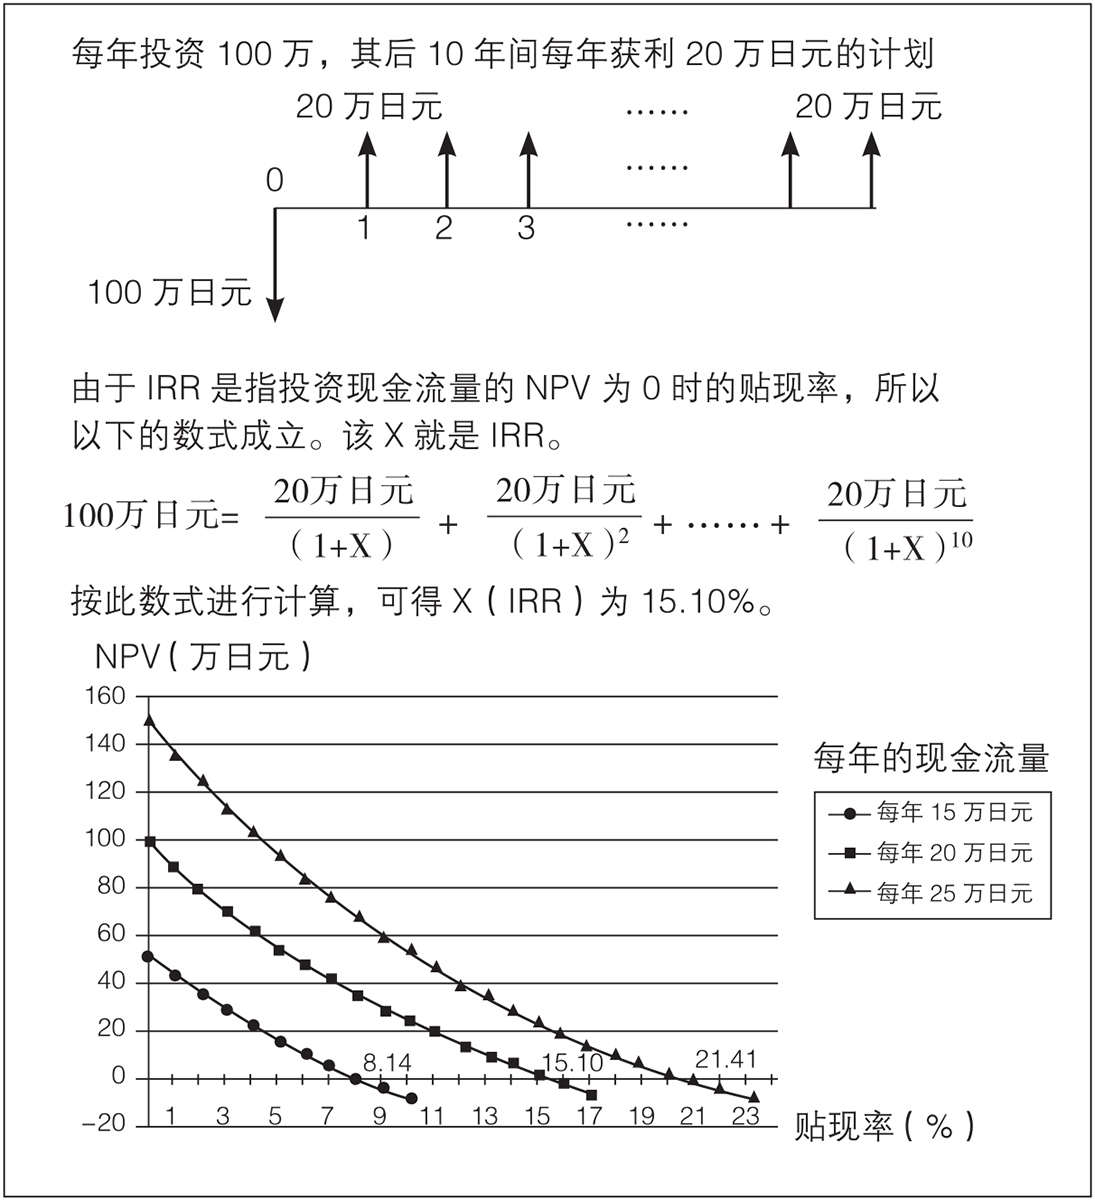 每年投资 100 万，其后 10 年间每年获利 20 万日元的计划
20 万日元 …… 20 万日元
……
0
1 2 3 ……
100 万日元
由于 IRR 是指投资现金流量的 NPV 为 0 时的贴现率，所以
以下的数式成立。该 X 就是 IRR。
100万日元= 20万日元/（1+X） + 20万日元/（1+X）² + …… + 20万日元/（1+X）¹⁰
按此数式进行计算，可得 X（IRR）为 15.10%。
NPV（万日元）
160
140
120
100
80
60
40
20
0
-20
8.14 15.10 21.41
1 3 5 7 9 11 13 15 17 19 21 23
贴现率（%）
每年的现金流量
每年 15 万日元
每年 20 万日元
每年 25 万日元